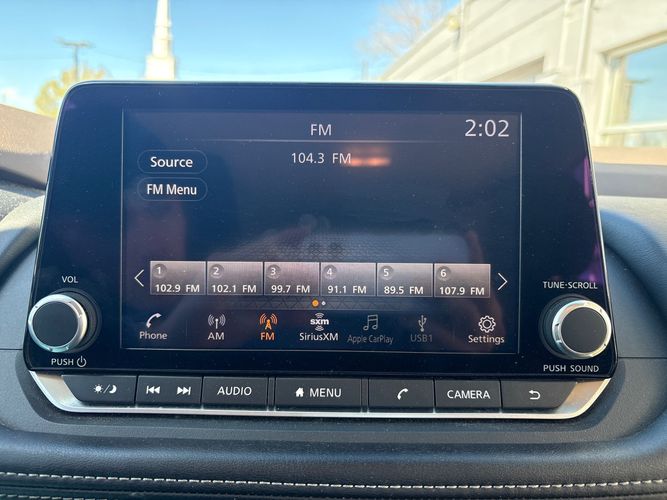 FM 2:02
104.3 FM
Source
FM Menu
1 2 3 4 5 6
102.9 FM 102.1 FM 99.7 FM 91.1 FM 89.5 FM 107.9 FM
VOL
TUNE·SCROLL
sxm
Phone AM FM SiriusXM Apple CarPlay USB1 Settings
sxm
PUSH
PUSH SOUND
AUDIO MENU CAMERA